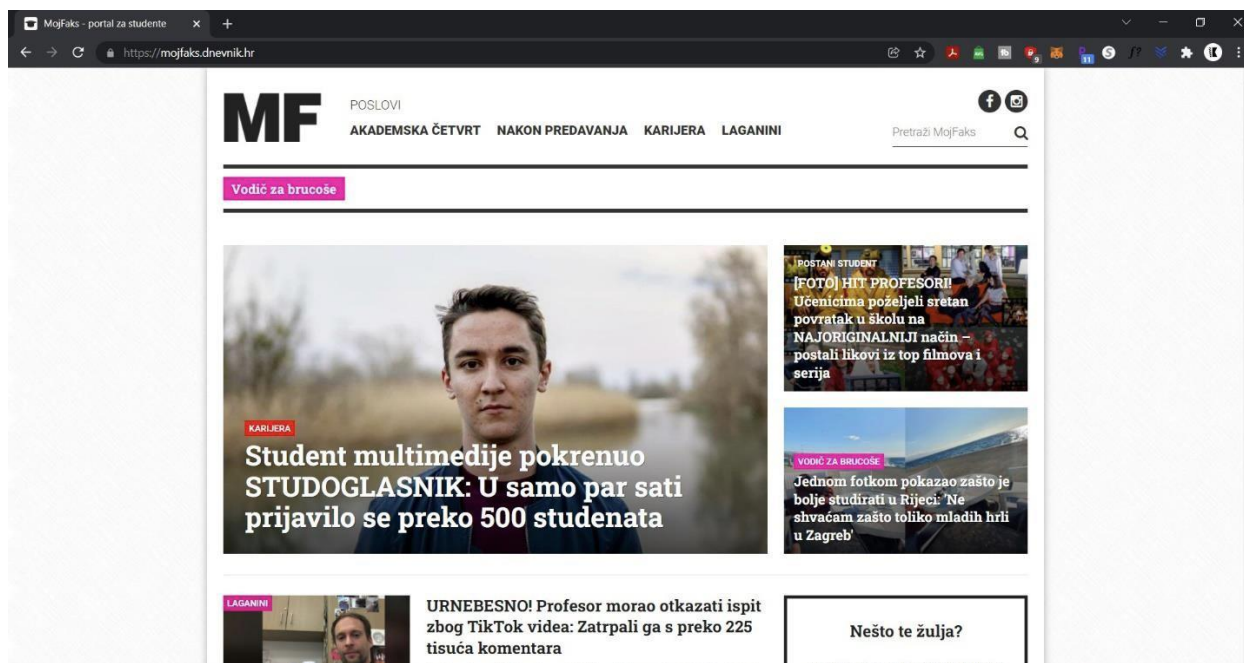 MojFaks - portal za studente
https://mojfaks.dnevnik.hr
9
11
MF
POSLOVI
AKADEMSKA ČETVRT NAKON PREDAVANJA KARIJERA LAGANINI
Pretraži MojFaks
Vodič za brucoše
KARIJERA
Student multimedije pokrenuo
STUDOGLASNIK: U samo par sati
prijavilo se preko 500 studenata
POSTANI STUDENT
[FOTO] HIT PROFESORI!
Učenicima poželjeli sretan
povratak u školu na
NAJORIGINALNIJI način –
postali likovi iz top filmova i
serija
VODIČ ZA BRUCOŠE
Jednom fotkom pokazao zašto je
bolje studirati u Rijeci: 'Ne
shvaćam zašto toliko mladih hrli
u Zagreb'
LAGANINI
URNEBESNO! Profesor morao otkazati ispit
zbog TikTok videa: Zatrpali ga s preko 225
tisuća komentara
Nešto te žulja?